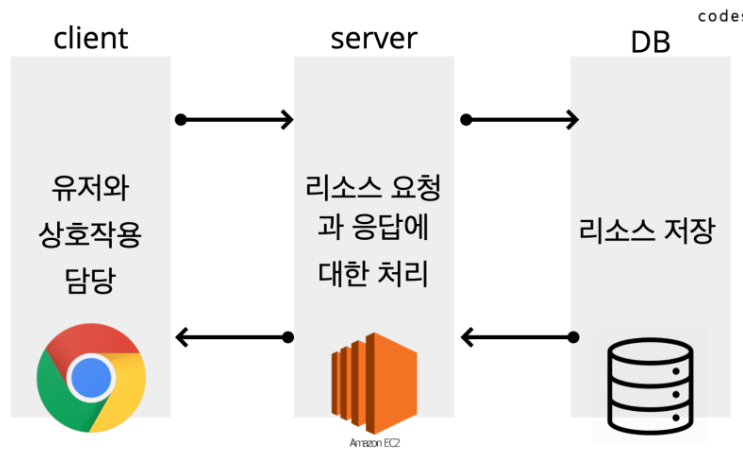 codes
client
server
DB
유저와
상호작용
담당
리소스 요청
과 응답에
대한 처리
리소스 저장
Amazon EC2